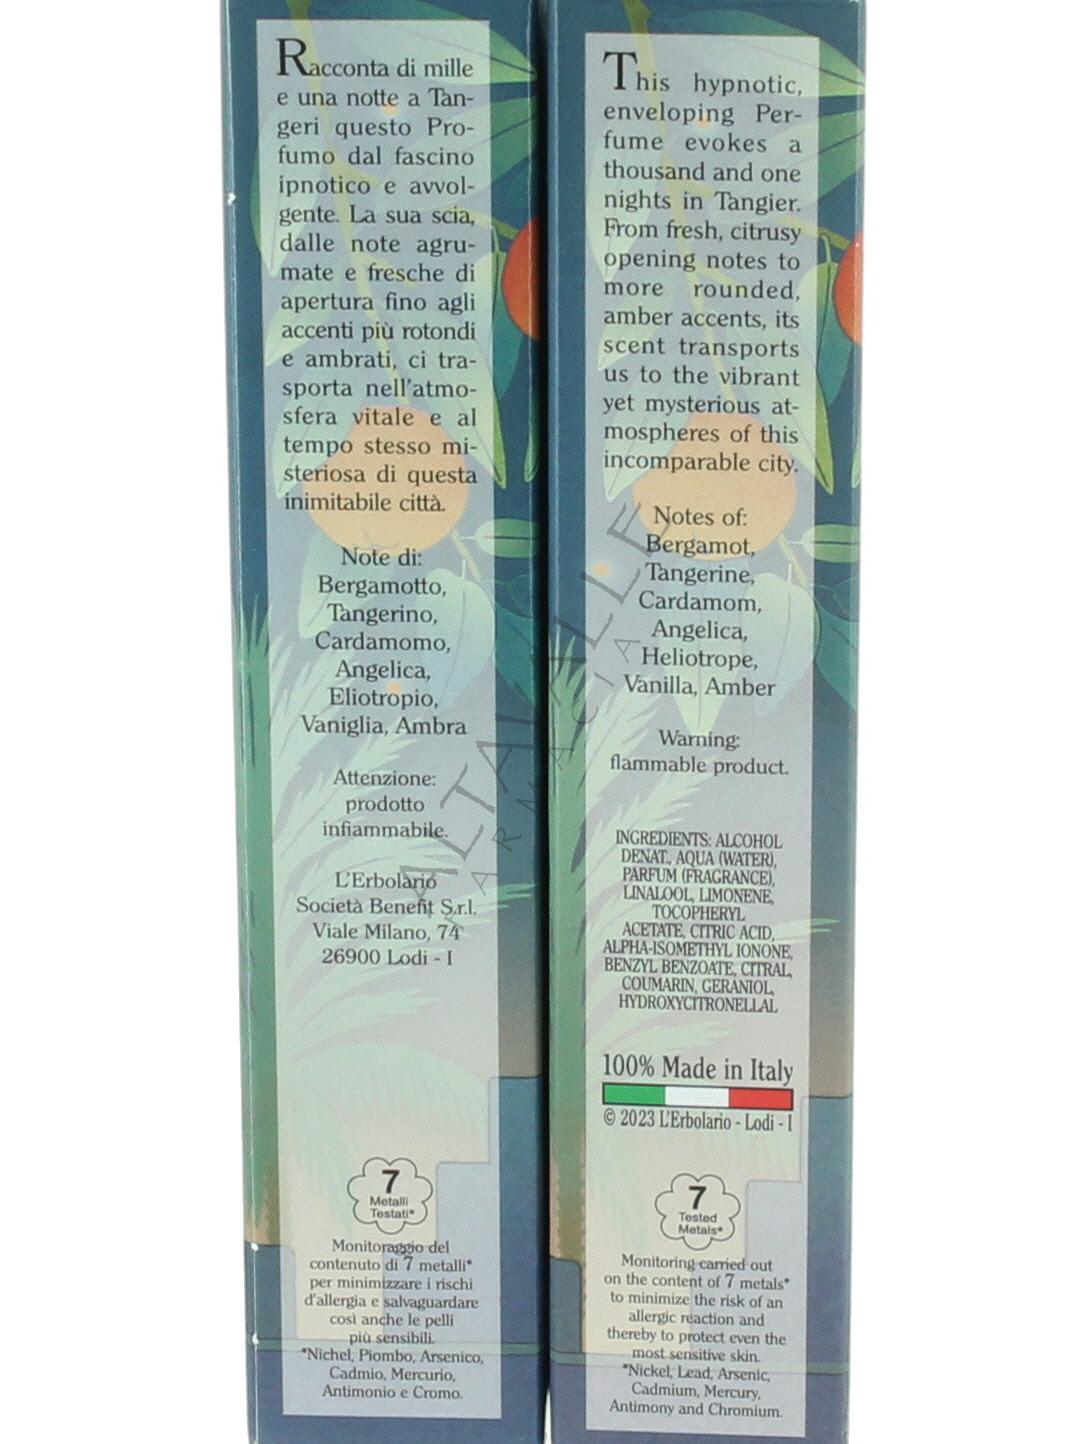 Racconta di mille
e una notte a Tan-
geri questo Pro-
fumo dal fascino
ipnotico e avvol-
gente. La sua scia,
dalle note agru-
mate e fresche di
apertura fino agli
accenti più rotondi
e ambrati, ci tra-
sporta nell'atmo-
sfera vitale e al
tempo stesso mi-
steriosa di questa
inimitabile città.
Note di:
Bergamotto,
Tangerino,
Cardamomo,
Angelica,
Eliotropio,
Vaniglia, Ambra
Attenzione:
prodotto
infiammabile.
L'Erbolario
Società Benefit S.r.l.
Viale Milano, 74
26900 Lodi - I
7
Metalli
Testati*
Monitoraggio del
contenuto di 7 metalli*
per minimizzare i rischi
d'allergia e salvaguardare
così anche le pelli
più sensibili.
*Nichel, Piombo, Arsenico,
Cadmio, Mercurio,
Antimonio e Cromo.
This hypnotic,
enveloping Per-
fume evokes a
thousand and one
nights in Tangier.
From fresh, citrusy
opening notes to
more rounded,
amber accents, its
scent transports
us to the vibrant
yet mysterious at-
mospheres of this
incomparable city.
Notes of:
Bergamot,
Tangerine,
Cardamom,
Angelica,
Heliotrope,
Vanilla, Amber
Warning:
flammable product.
INGREDIENTS: ALCOHOL
DENAT., AQUA (WATER),
PARFUM (FRAGRANCE),
LINALOOL, LIMONENE,
TOCOPHERYL
ACETATE, CITRIC ACID,
ALPHA-ISOMETHYL IONONE,
BENZYL BENZOATE, CITRAL,
COUMARIN, GERANIOL,
HYDROXYCITRONELLAL
100% Made in Italy
© 2023 L'Erbolario - Lodi - I
7
Tested
Metals*
Monitoring carried out
on the content of 7 metals*
to minimize the risk of an
allergic reaction and
thereby to protect even the
most sensitive skin.
*Nickel, Lead, Arsenic,
Cadmium, Mercury,
Antimony and Chromium.
ALTAVALLE
FARMACIALE